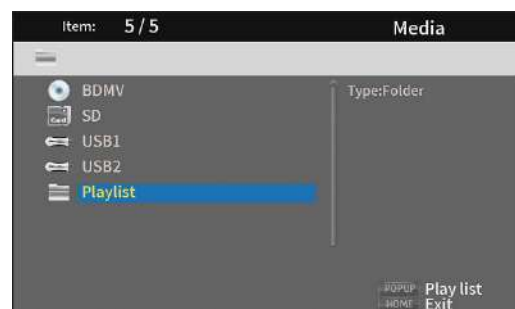 Item: 5/5 Media
BDMV
Type:Folder
SD
USB1
USB2
Playlist
POPUP Play list
HOME Exit